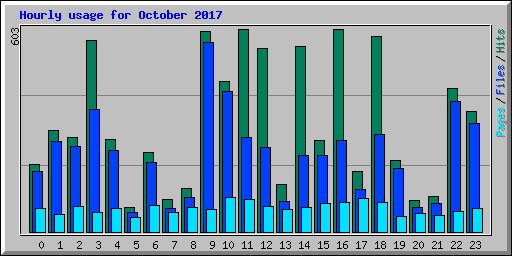 Hourly usage for October 2017
603
Pages/Files/Hits
0 1 2 3 4 5 6 7 8 9 10 11 12 13 14 15 16 17 18 19 20 21 22 23